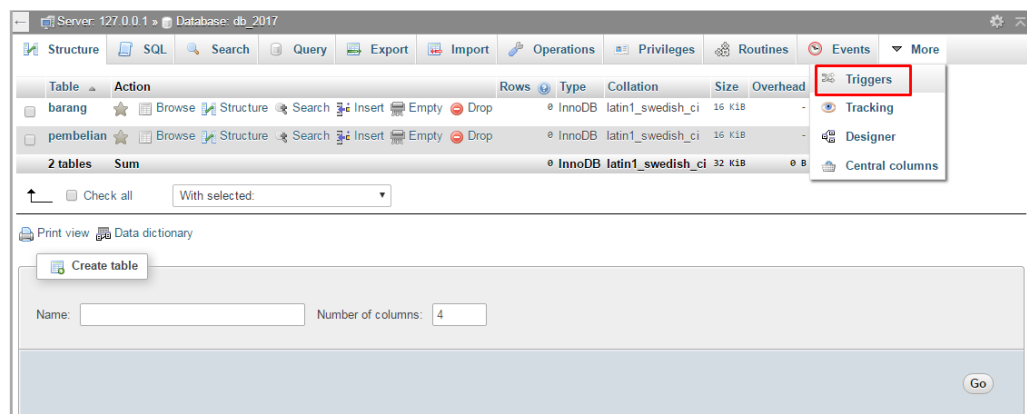 Server: 127.0.0.1 » Database: db_2017
Structure SQL Search Query Export Import Operations Privileges Routines Events More
Triggers
Tracking
Designer
Central columns
Table Action Rows Type Collation Size Overhead
barang Browse Structure Search Insert Empty Drop 0 InnoDB latin1_swedish_ci 16 KiB -
pembelian Browse Structure Search Insert Empty Drop 0 InnoDB latin1_swedish_ci 16 KiB -
2 tables Sum 0 InnoDB latin1_swedish_ci 32 KiB 0 B
Check all With selected:
Print view Data dictionary
Create table
Name: Number of columns: 4
Go